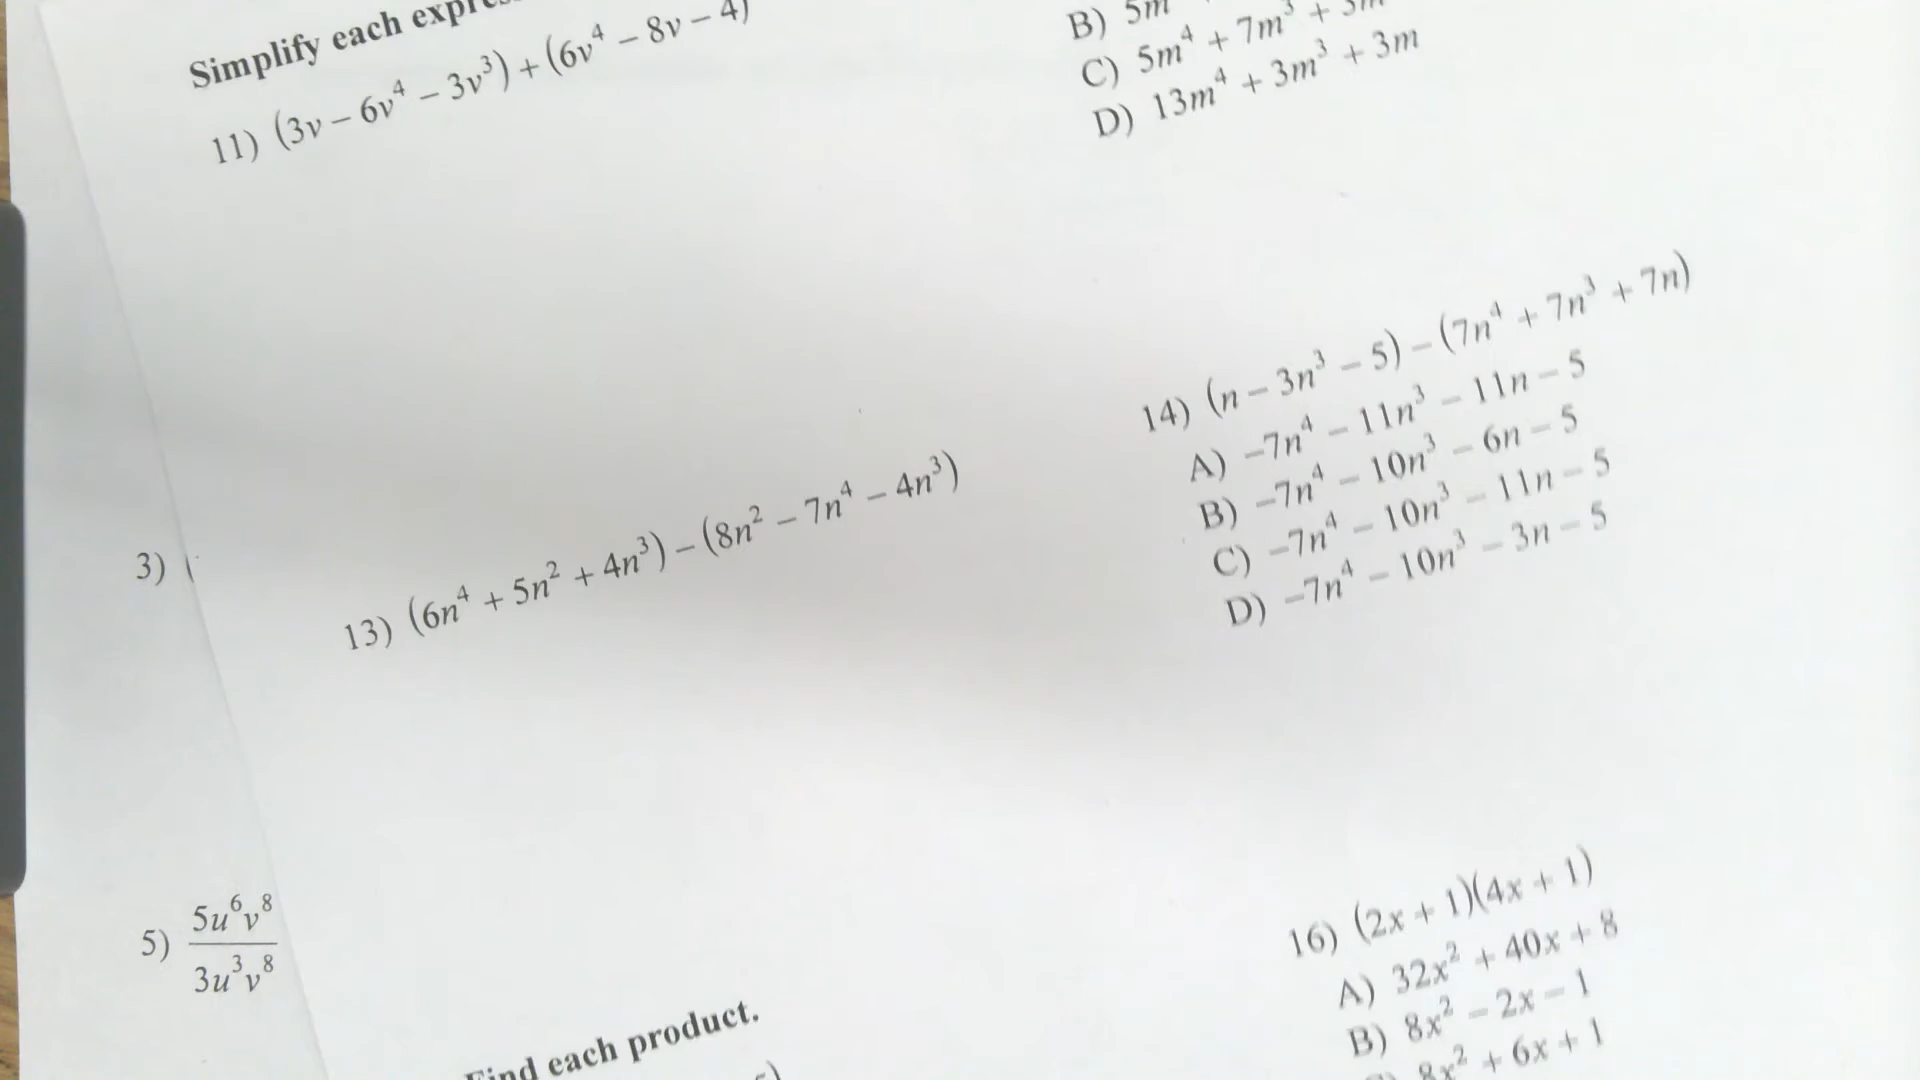 Simplify each
11) (3v − 6v⁴ − 3v³) + (6v⁴ − 8v − 4)
B) 5m
C) 5m⁴ + 7m³ +
D) 13m⁴ + 3m³ + 3m
3) (
13) (6n⁴ + 5n² + 4n³) − (8n² − 7n⁴ − 4n³)
14) (n − 3n³ − 5) − (7n⁴ + 7n³ + 7n)
A) −7n⁴ − 11n³ − 11n − 5
B) −7n⁴ − 10n³ − 6n − 5
C) −7n⁴ − 10n³ − 11n − 5
D) −7n⁴ − 10n³ − 3n − 5
5) 5u⁶v⁸
3u³v⁸
Find each product.
16) (2x + 1)(4x + 1)
A) 32x² + 40x + 8
B) 8x² − 2x − 1
8x² + 6x + 1